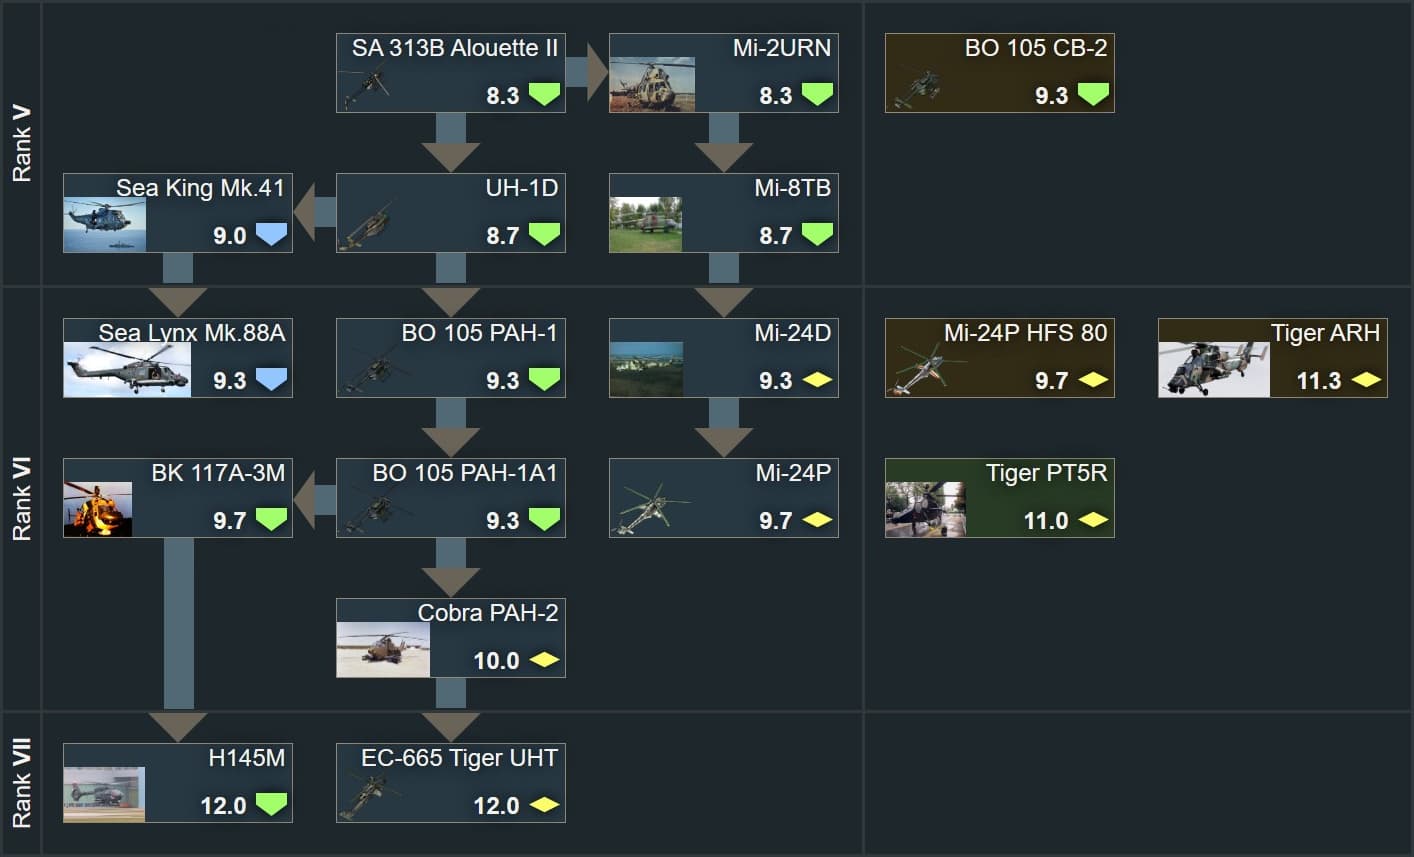 Rank V
SA 313B Alouette II
8.3
Mi-2URN
8.3
BO 105 CB-2
9.3
Sea King Mk.41
9.0
UH-1D
8.7
Mi-8TB
8.7
Rank VI
Sea Lynx Mk.88A
9.3
BO 105 PAH-1
9.3
Mi-24D
9.3
Mi-24P HFS 80
9.7
Tiger ARH
11.3
BK 117A-3M
9.7
BO 105 PAH-1A1
9.3
Mi-24P
9.7
Tiger PT5R
11.0
Cobra PAH-2
10.0
Rank VII
H145M
12.0
EC-665 Tiger UHT
12.0